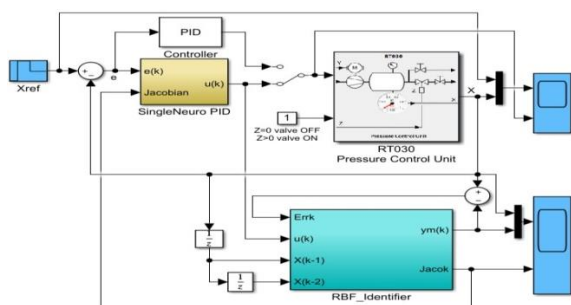 PID
Controller
RT030
Xref
e
e(k)
Jacobian
u(k)
SingleNeuro PID
1
Z=0 valve OFF
Z>0 valve ON
X
RT030
Pressure Control Unit
Errk
u(k)
X(k-1)
X(k-2)
ym(k)
Jacok
1
z
1
z
RBF_Identifier